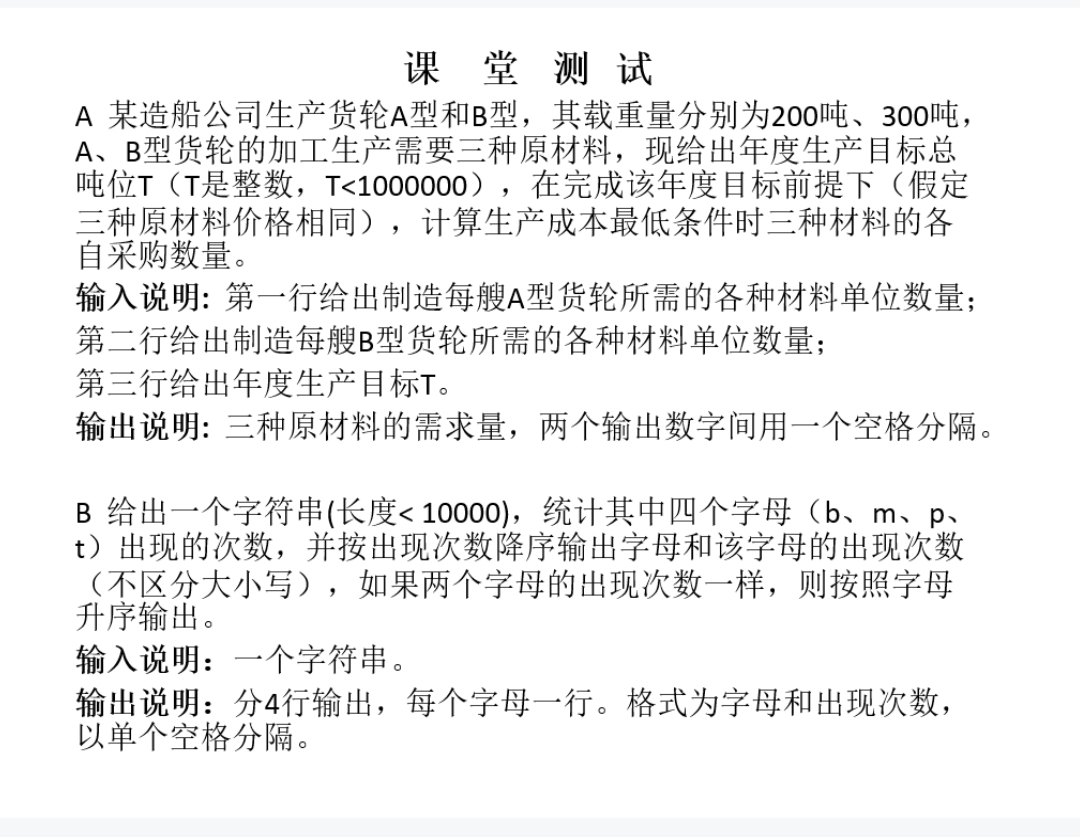 课 堂 测 试
A 某造船公司生产货轮A型和B型，其载重量分别为200吨、300吨，
A、B型货轮的加工生产需要三种原材料，现给出年度生产目标总
吨位T（T是整数，T<1000000），在完成该年度目标前提下（假定
三种原材料价格相同），计算生产成本最低条件时三种材料的各
自采购数量。
输入说明: 第一行给出制造每艘A型货轮所需的各种材料单位数量；
第二行给出制造每艘B型货轮所需的各种材料单位数量；
第三行给出年度生产目标T。
输出说明: 三种原材料的需求量，两个输出数字间用一个空格分隔。
B 给出一个字符串(长度< 10000)，统计其中四个字母（b、m、p、
t）出现的次数，并按出现次数降序输出字母和该字母的出现次数
（不区分大小写），如果两个字母的出现次数一样，则按照字母
升序输出。
输入说明：一个字符串。
输出说明：分4行输出，每个字母一行。格式为字母和出现次数，
以单个空格分隔。